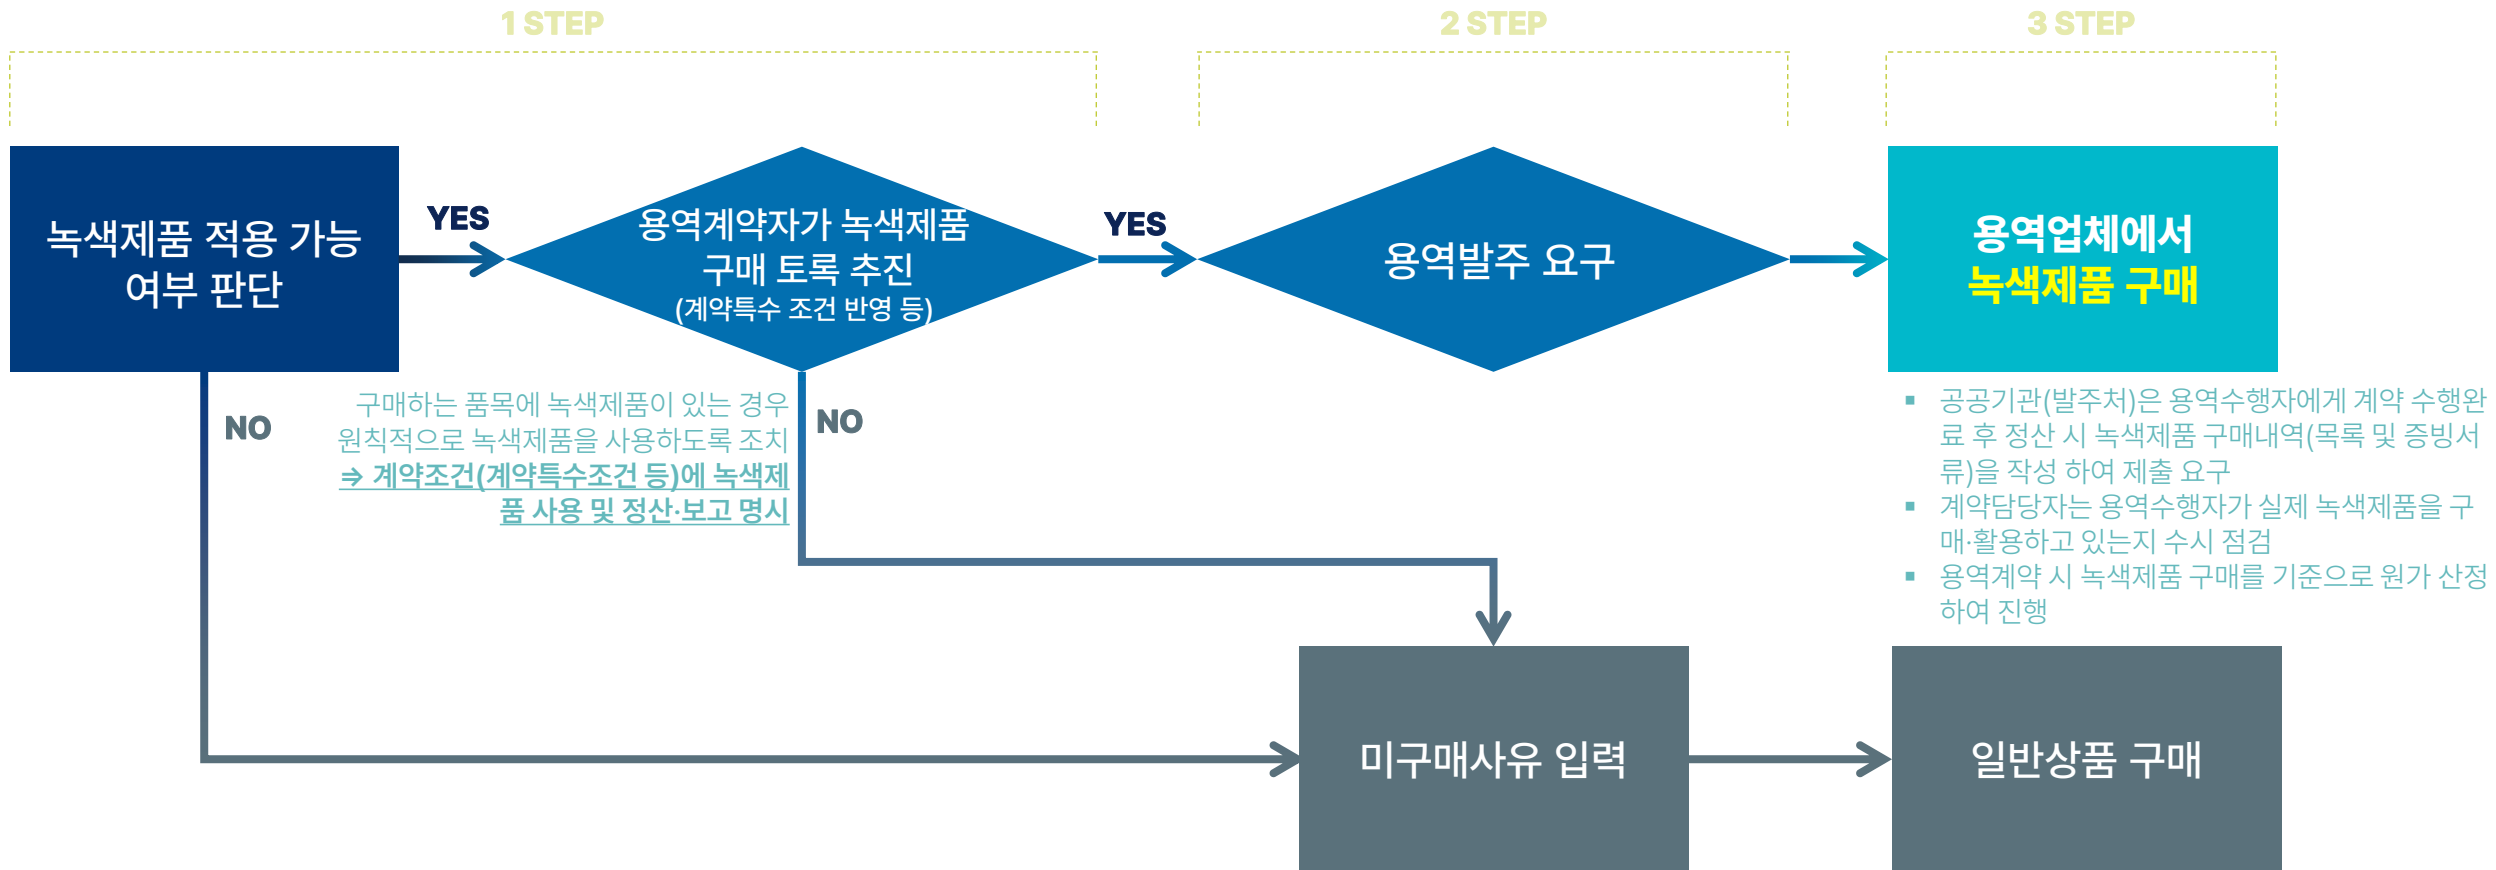 1 STEP
2 STEP
3 STEP
녹색제품 적용 가능
여부 판단
YES
용역계약자가 녹색제품
구매 토록 추진
(계약특수 조건 반영 등)
YES
용역발주 요구
용역업체에서
녹색제품 구매
NO
구매하는 품목에 녹색제품이 있는 경우
원칙적으로 녹색제품을 사용하도록 조치
→ 계약조건(계약특수조건 등)에 녹색제
품 사용 및 정산·보고 명시
NO
▪ 공공기관(발주처)은 용역수행자에게 계약 수행완
료 후 정산 시 녹색제품 구매내역(목록 및 증빙서
류)을 작성 하여 제출 요구
▪ 계약담당자는 용역수행자가 실제 녹색제품을 구
매·활용하고 있는지 수시 점검
▪ 용역계약 시 녹색제품 구매를 기준으로 원가 산정
하여 진행
미구매사유 입력
일반상품 구매